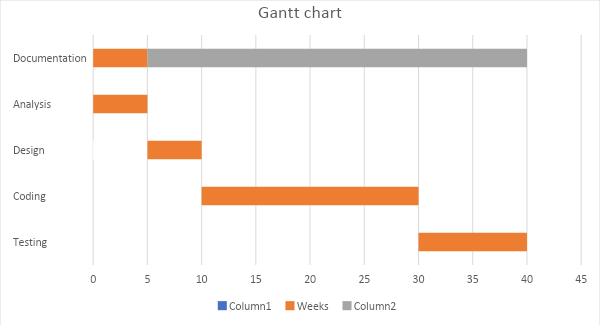 Gantt chart
Documentation
Analysis
Design
Coding
Testing
0 5 10 15 20 25 30 35 40 45
Column1 Weeks Column2